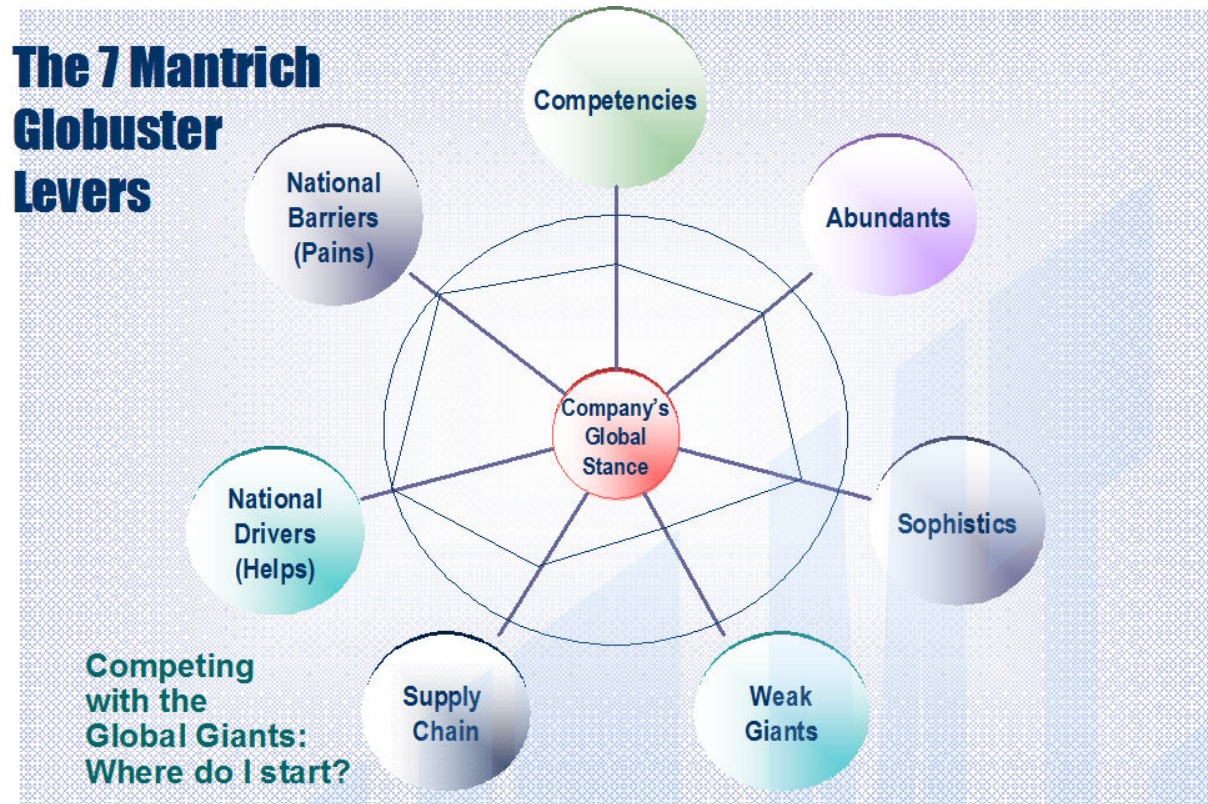 The 7 Mantrich
Globuster
Levers
Competencies
National
Barriers
(Pains)
Abundants
Company's
Global
Stance
National
Drivers
(Helps)
Sophistics
Supply
Chain
Weak
Giants
Competing
with the
Global Giants:
Where do I start?